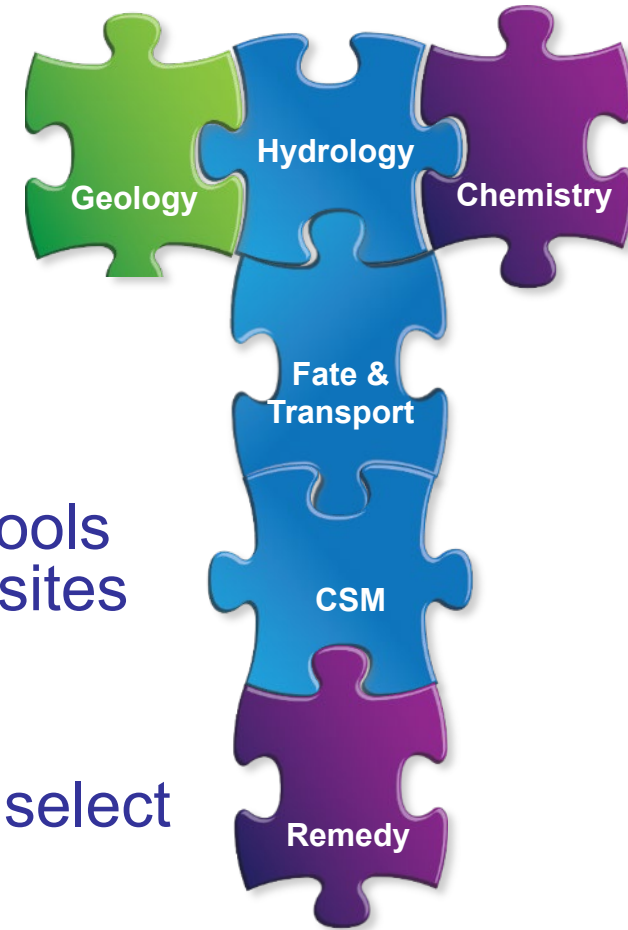 Hydrology
Geology
Chemistry
Fate &
Transport
ools
sites
CSM
select
Remedy